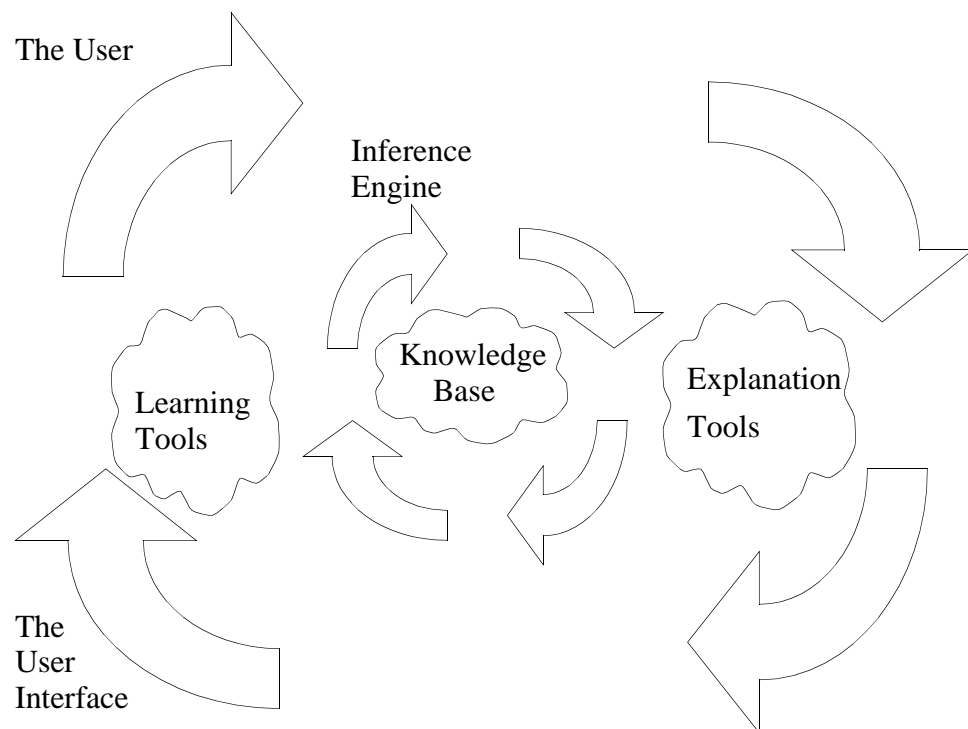 The User
Inference
Engine
Knowledge
Base
Learning
Tools
Explanation
Tools
The
User
Interface